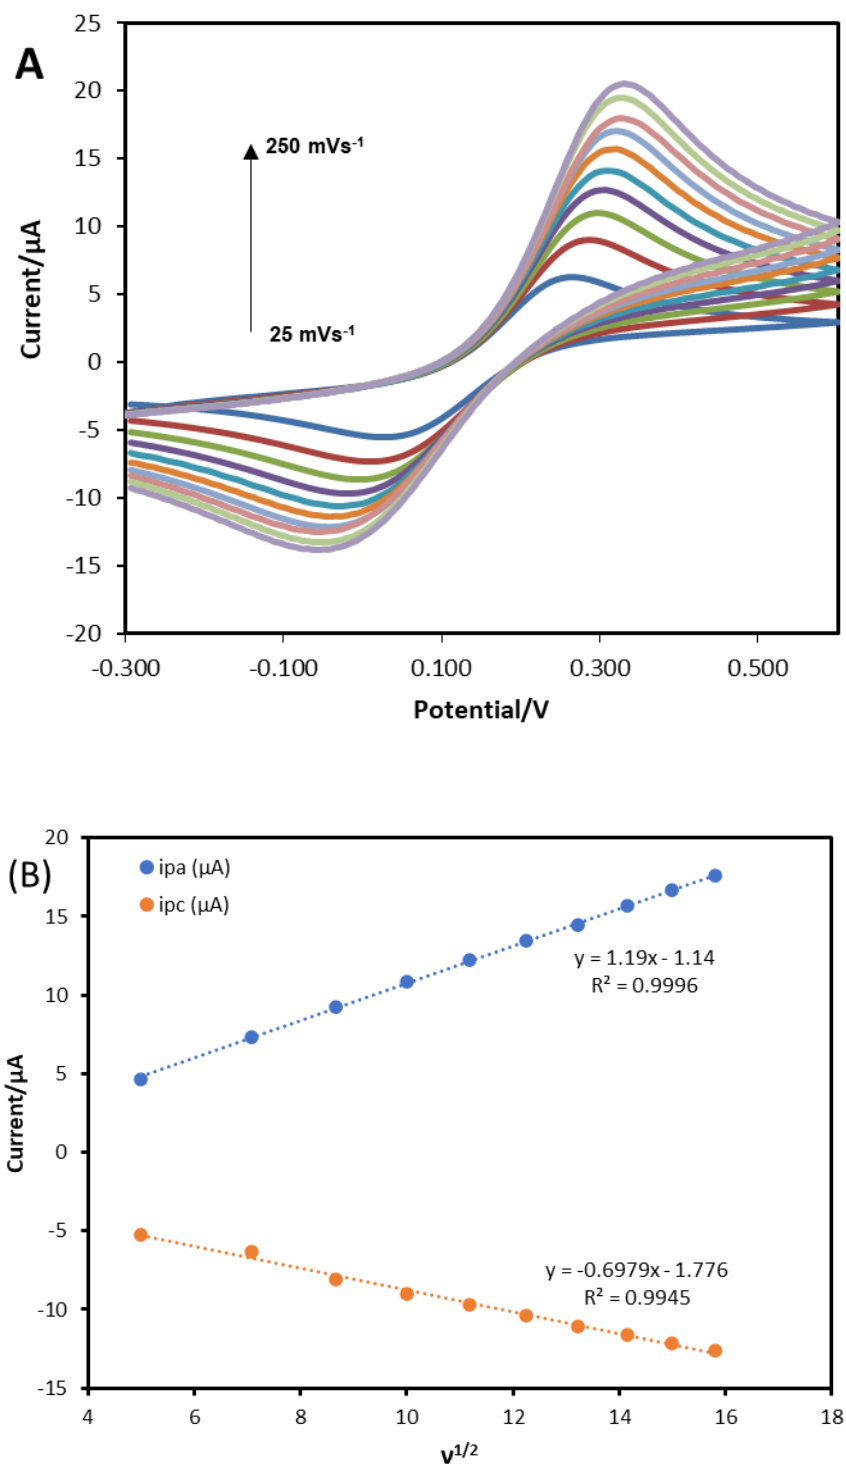 A
25
20
15
10
5
0
-5
-10
-15
-20
Current/µA
250 mVs⁻¹
25 mVs⁻¹
-0.300 -0.100 0.100 0.300 0.500
Potential/V
(B)
20
15
10
5
0
-5
-10
-15
Current/µA
ipa (µA)
ipc (µA)
y = 1.19x - 1.14
R² = 0.9996
y = -0.6979x - 1.776
R² = 0.9945
4 6 8 10 12 14 16 18
ν¹/²